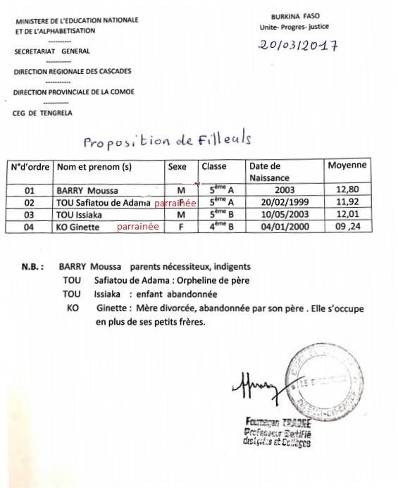 MINISTERE DE L'EDUCATION NATIONALE
ET DE L'ALPHABETISATION
----------
SECRETARIAT GENERAL
----------
DIRECTION REGIONALE DES CASCADES
----------
DIRECTION PROVINCIALE DE LA COMOE
----------
CEG DE TENGRELA
BURKINA FASO
Unite- Progres- Justice
20/03/2017
Proposition de Filleuls
N°d'ordre Nom et prenom (s) Sexe Classe Date de Naissance Moyenne
01 BARRY Moussa M 5ème A 2003 12,80
02 TOU Safiatou de Adama parrainée F 5ème A 20/02/1999 11,92
03 TOU Issiaka M 5ème B 10/05/2003 12,01
04 KO Ginette parrainée F 4ème B 04/01/2000 09 ,24
N.B. : BARRY Moussa parents nécessiteux, indigents
TOU Safiatou de Adama : Orpheline de père
TOU Issiaka : enfant abandonnée
KO Ginette : Mère divorcée, abandonnée par son père . Elle s'occupe
en plus de ses petits frères.
TRAORE
Professeur Certifié
des Lycées et Collèges